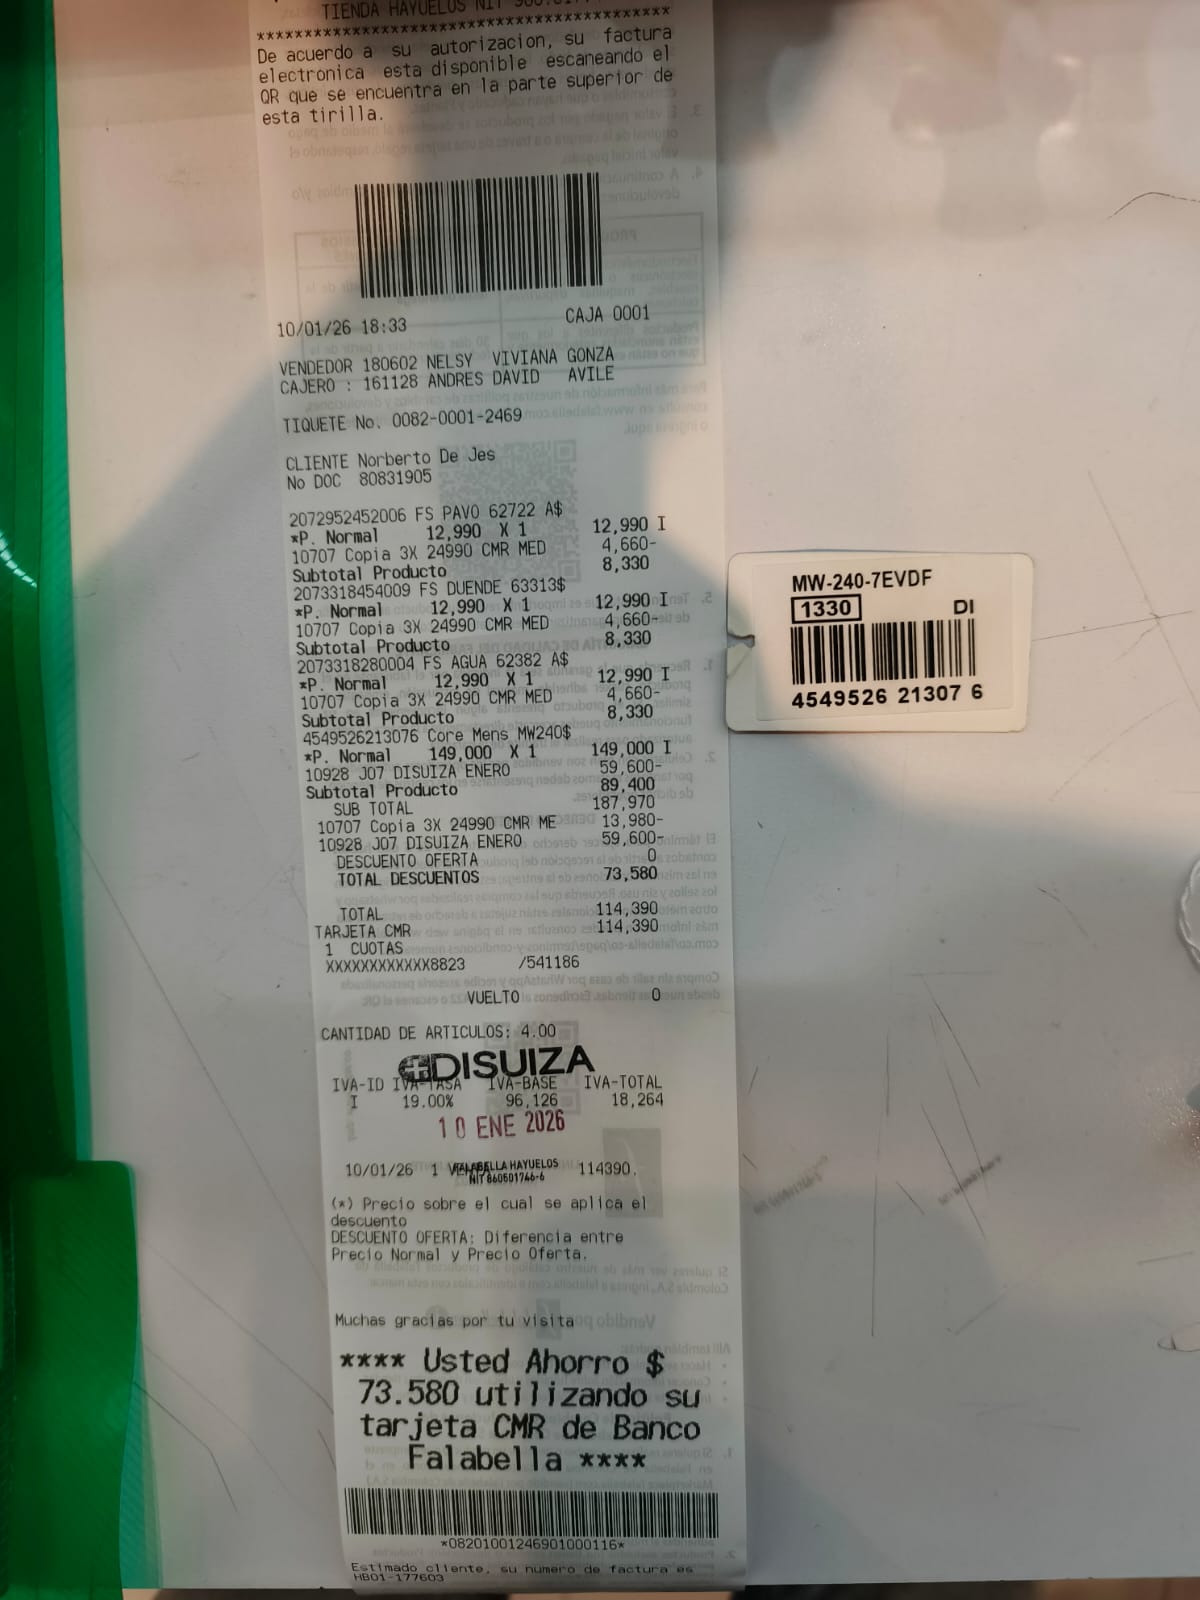 TIENDA HAYUELOS NIT
******************************************
De acuerdo a su autorizacion, su factura
electronica esta disponible escaneando el
QR que se encuentra en la parte superior de
esta tirilla.
10/01/26 18:33 CAJA 0001
VENDEDOR 180602 NELSY VIVIANA GONZA
CAJERO : 161128 ANDRES DAVID AVILE
TIQUETE No. 0082-0001-2469
CLIENTE Norberto De Jes
No DOC 80831905
2072952452006 FS PAVO 62722 A$
*P. Normal 12,990 X 1 12,990 I
10707 Copia 3X 24990 CMR MED 4,660-
Subtotal Producto 8,330
2073318454009 FS DUENDE 63313$
*P. Normal 12,990 X 1 12,990 I
10707 Copia 3X 24990 CMR MED 4,660-
Subtotal Producto 8,330
2073318280004 FS AGUA 62382 A$
*P. Normal 12,990 X 1 12,990 I
10707 Copia 3X 24990 CMR MED 4,660-
Subtotal Producto 8,330
4549526213076 Core Mens MW240$
*P. Normal 149,000 X 1 149,000 I
10928 J07 DISUIZA ENERO 59,600-
Subtotal Producto 89,400
SUB TOTAL 187,970
10707 Copia 3X 24990 CMR ME 13,980-
10928 J07 DISUIZA ENERO 59,600-
DESCUENTO OFERTA 0
TOTAL DESCUENTOS 73,580
TOTAL 114,390
TARJETA CMR 114,390
1 CUOTAS
XXXXXXXXXXXX8823 /541186
VUELTO 0
CANTIDAD DE ARTICULOS: 4.00
DISUIZA
IVA-ID IVA-TASA IVA-BASE IVA-TOTAL
I 19.00% 96,126 18,264
10 ENE 2026
10/01/26 1 FALABELLA HAYUELOS 114390.
NIT 860501746-6
(*) Precio sobre el cual se aplica el
descuento
DESCUENTO OFERTA: Diferencia entre
Precio Normal y Precio Oferta.
Muchas gracias por tu visita
**** Usted Ahorro $
73.580 utilizando su
tarjeta CMR de Banco
Falabella ****
*08201001246901000116*
Estimado cliente, su numero de factura es
HB01-177603
MW-240-7EVDF
1330 DI
4549526 21307 6